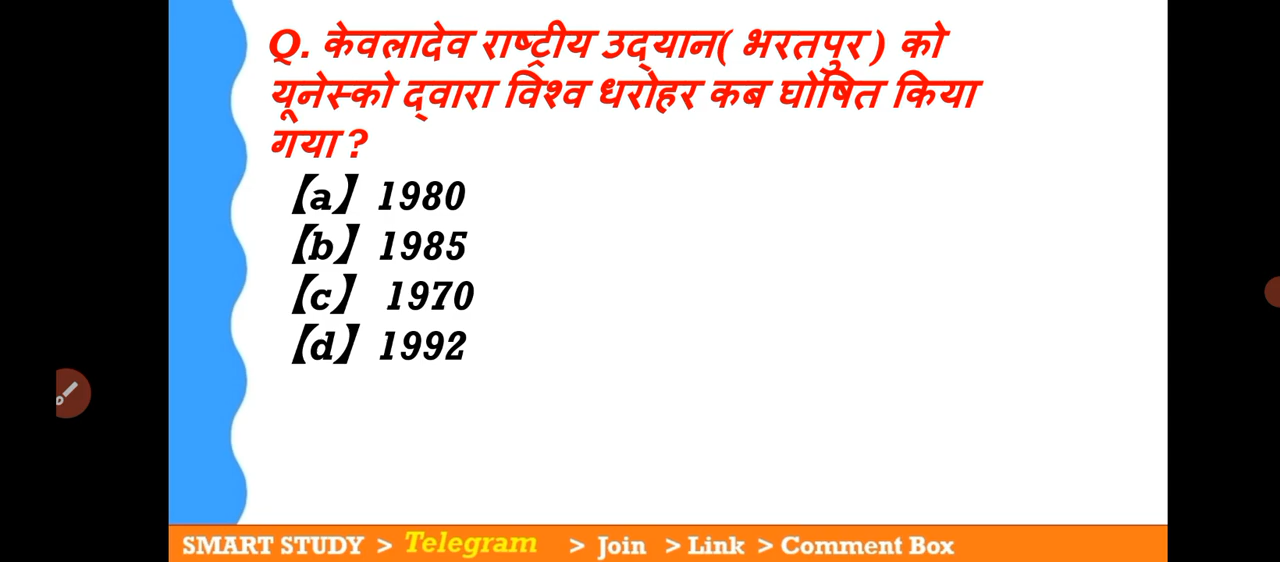 Q. केवलादेव राष्ट्रीय उद्यान( भरतपुर ) को
यूनेस्को द्वारा विश्व धरोहर कब घोषित किया
गया ?
【a】 1980
【b】 1985
【c】 1970
【d】 1992
SMART STUDY > Telegram > Join > Link > Comment Box